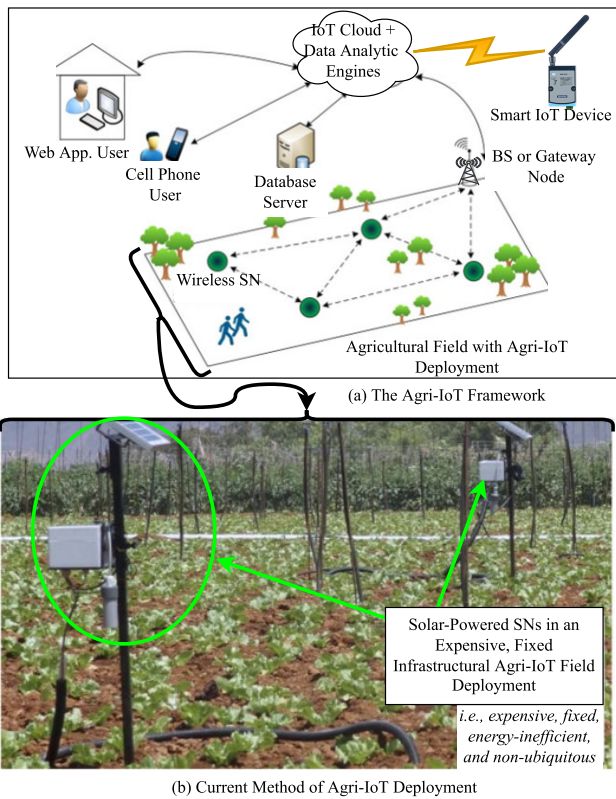 IoT Cloud +
Data Analytic
Engines
Smart IoT Device
Web App. User
Cell Phone
User
Database
Server
BS or Gateway
Node
Wireless SN
Agricultural Field with Agri-IoT
Deployment
(a) The Agri-IoT Framework
Solar-Powered SNs in an
Expensive, Fixed
Infrastructural Agri-IoT Field
Deployment
i.e., expensive, fixed,
energy-inefficient,
and non-ubiquitous
(b) Current Method of Agri-IoT Deployment